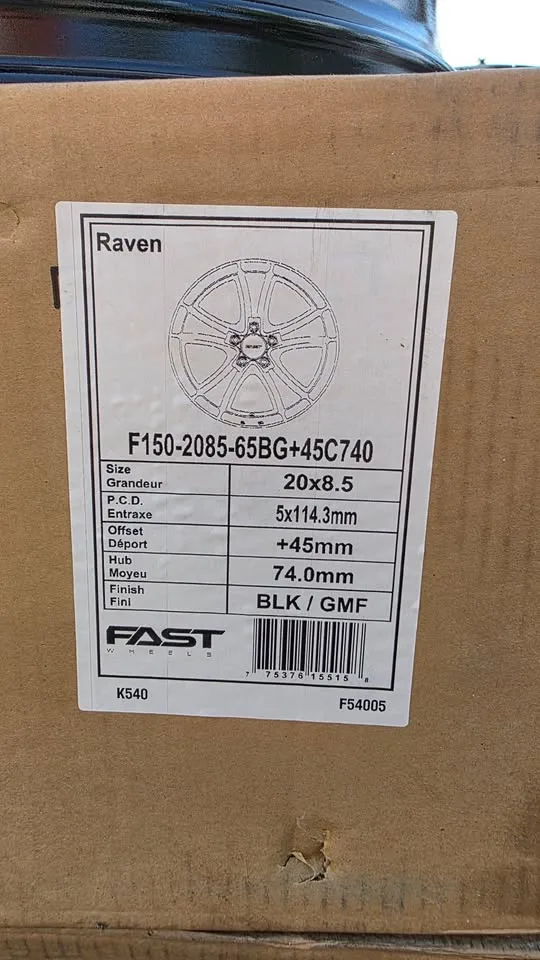 Raven
F150-2085-65BG+45C740
Size
Grandeur
20x8.5
P.C.D.
Entraxe
5x114.3mm
Offset
Déport
+45mm
Hub
Moyeu
74.0mm
Finish
Fini
BLK / GMF
FAST
WHEELS
7 75376 15515 8
K540
F54005